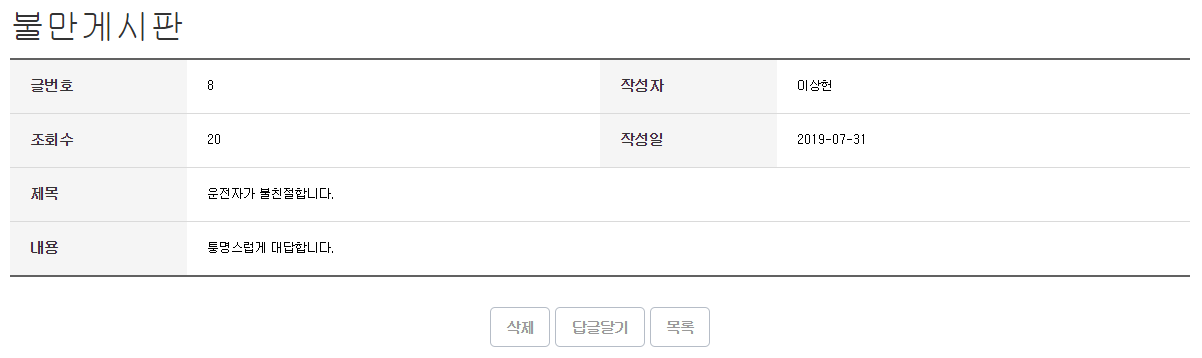 불만게시판
글번호 8 작성자 이상헌
조회수 20 작성일 2019-07-31
제목 운전자가 불친절합니다.
내용 퉁명스럽게 대답합니다.
삭제 답글달기 목록